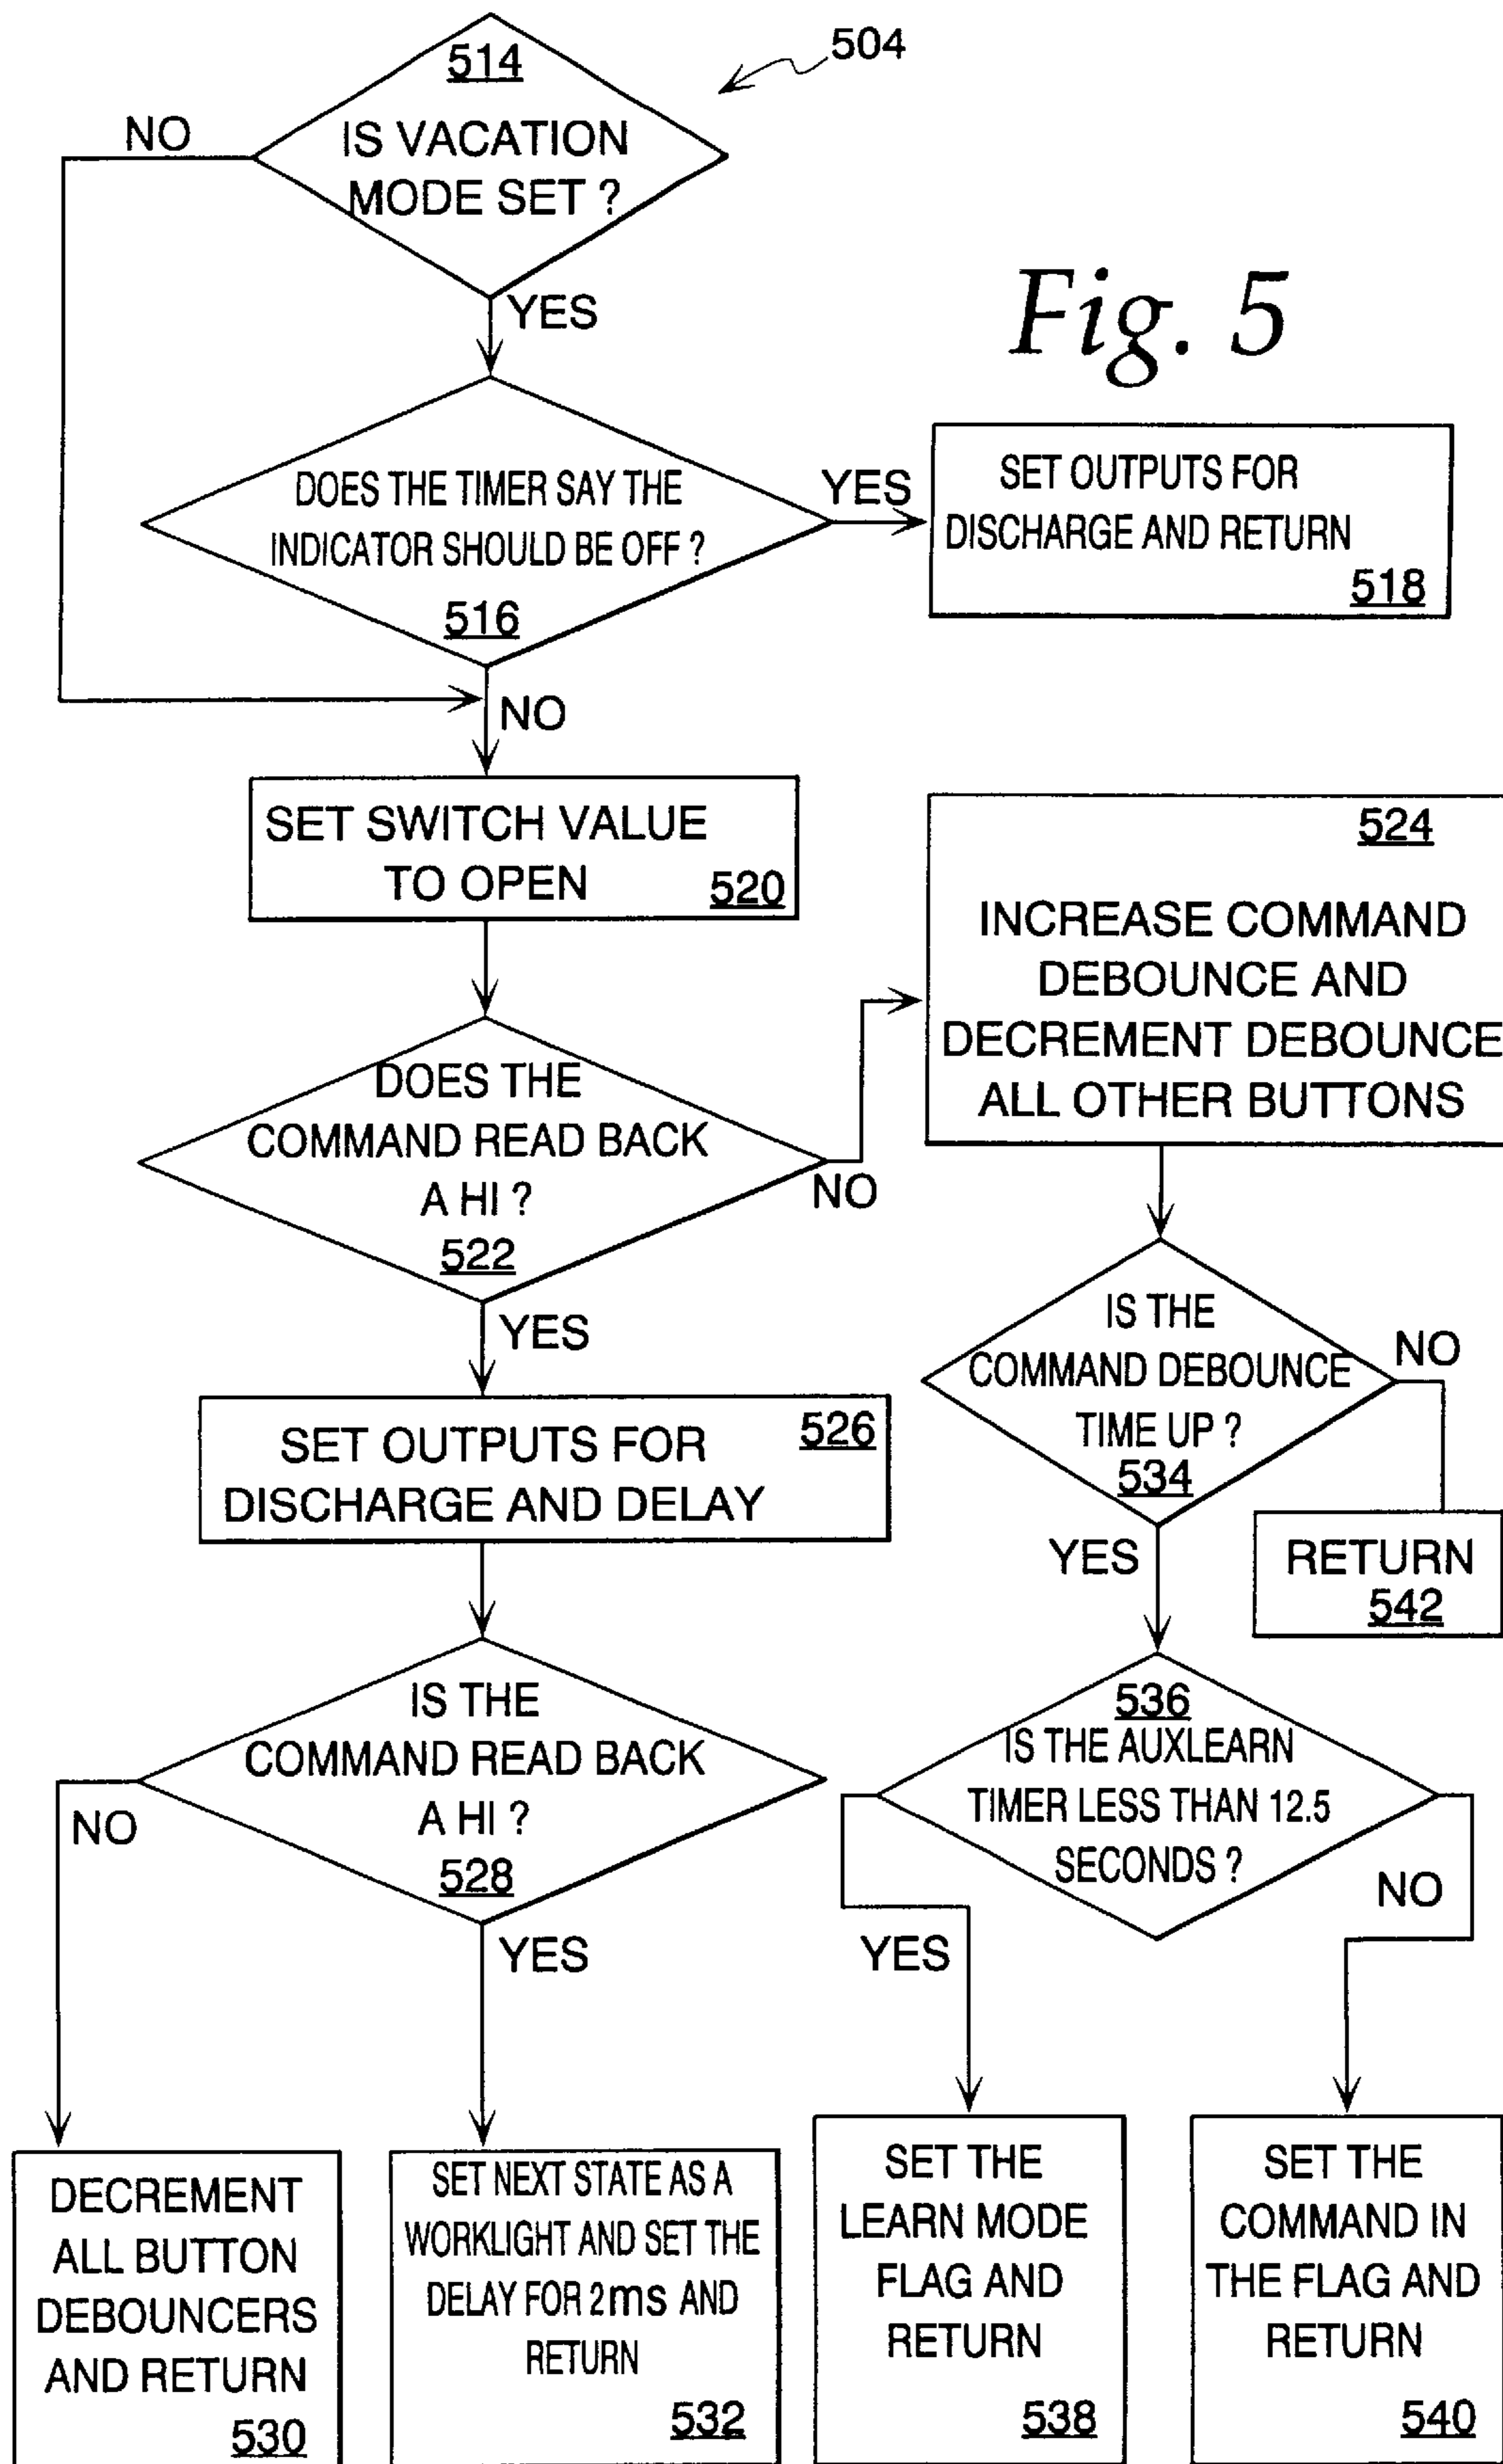 504
514
IS VACATION
MODE SET ?
NO
YES
Fig. 5
DOES THE TIMER SAY THE
INDICATOR SHOULD BE OFF ?
516
YES
SET OUTPUTS FOR
DISCHARGE AND RETURN
518
NO
SET SWITCH VALUE
TO OPEN
520
DOES THE
COMMAND READ BACK
A HI ?
522
NO
524
INCREASE COMMAND
DEBOUNCE AND
DECREMENT DEBOUNCE
ALL OTHER BUTTONS
YES
SET OUTPUTS FOR
DISCHARGE AND DELAY
526
IS THE
COMMAND DEBOUNCE
TIME UP ?
534
NO
RETURN
542
YES
IS THE
COMMAND READ BACK
A HI ?
528
NO
YES
536
IS THE AUXLEARN
TIMER LESS THAN 12.5
SECONDS ?
YES
NO
DECREMENT
ALL BUTTON
DEBOUNCERS
AND RETURN
530
SET NEXT STATE AS A
WORKLIGHT AND SET THE
DELAY FOR 2ms AND
RETURN
532
SET THE
LEARN MODE
FLAG AND
RETURN
538
SET THE
COMMAND IN
THE FLAG AND
RETURN
540